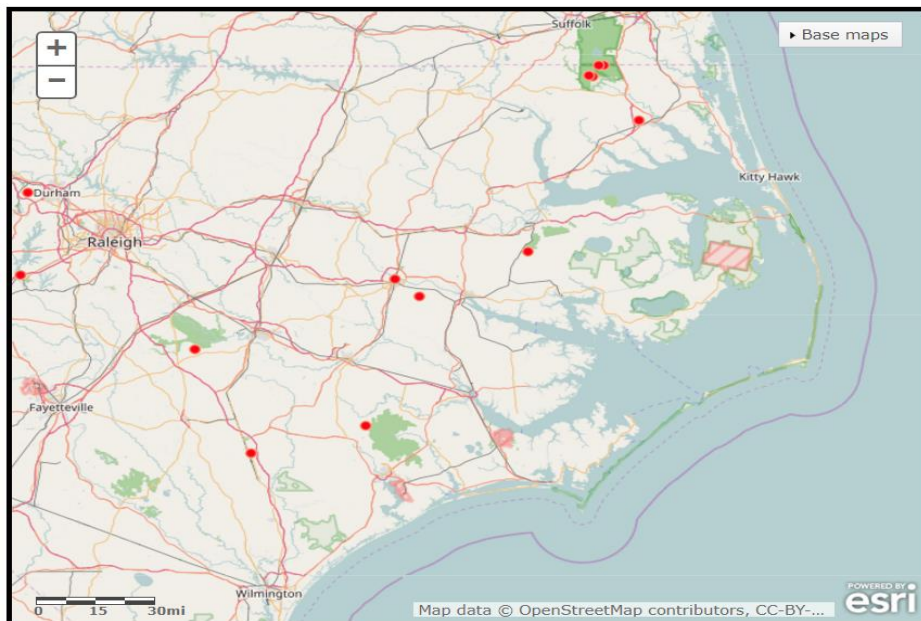 Suffolk
+
−
Base maps
Kitty Hawk
Durham
Raleigh
Fayetteville
Wilmington
0 15 30mi
Map data © OpenStreetMap contributors, CC-BY-...
POWERED BY
esri